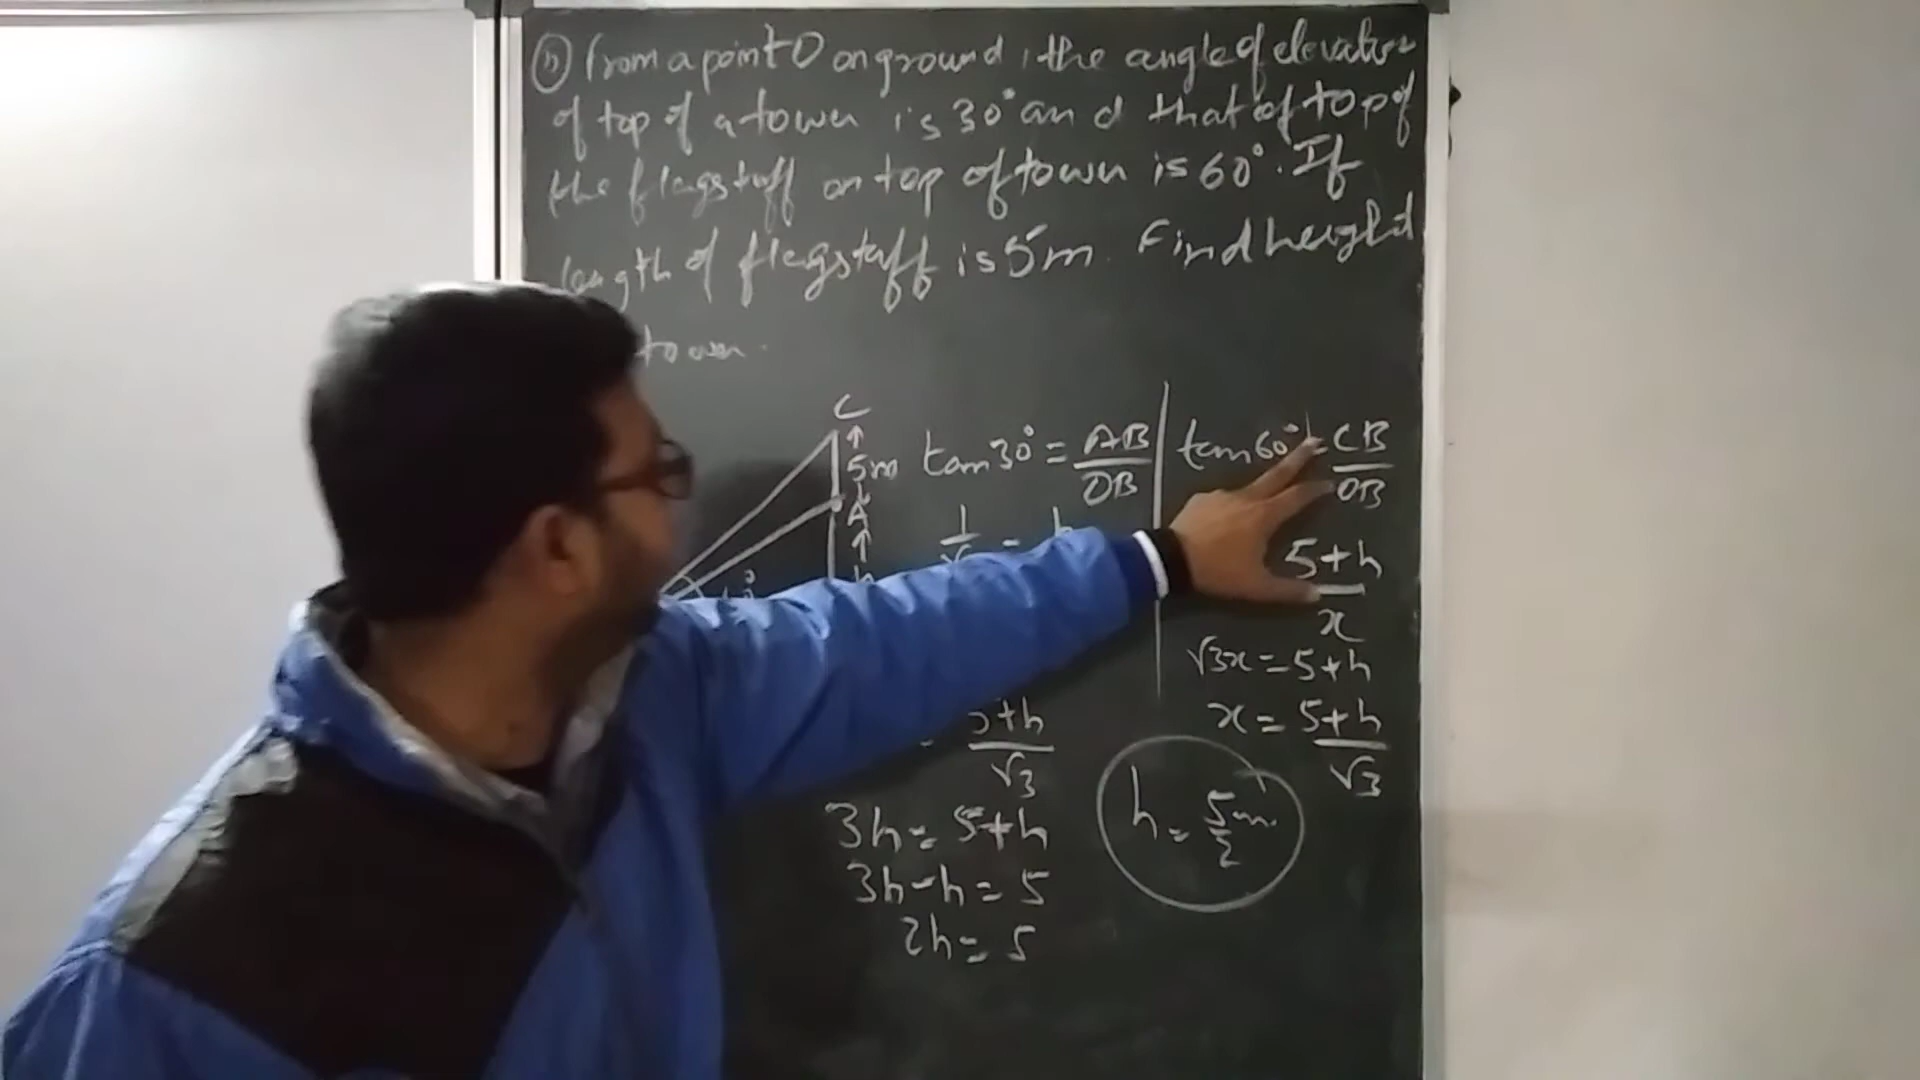 (h) from a point O on ground, the angle of elevation
of top of a tower is 30° and that of top of
the flagstaff on top of tower is 60°. If
length of flagstaff is 5m. Find height
tower.
C
5m
A
h
tan 30° = AB/OB
1/√ = h
5+h/√3
3h = 5+h
3h-h = 5
2h = 5
tan 60° = CB/OB
5+h/x
√3x = 5+h
x = 5+h/√3
h = 5/2 m.